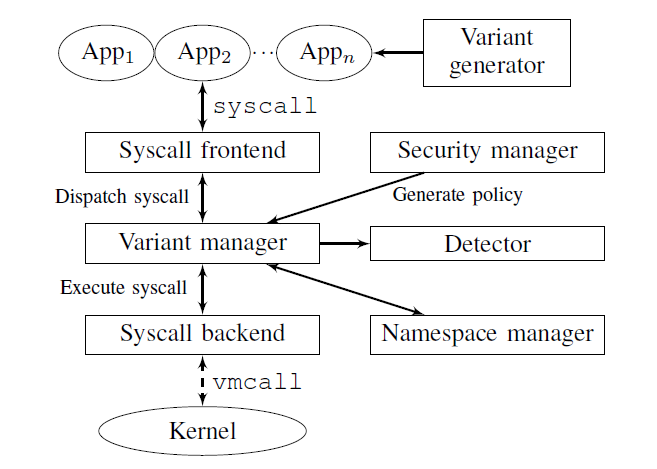 App₁ App₂ ··· Appₙ
Variant
generator
syscall
Syscall frontend
Security manager
Dispatch syscall
Generate policy
Variant manager
Detector
Execute syscall
Syscall backend
Namespace manager
vmcall
Kernel